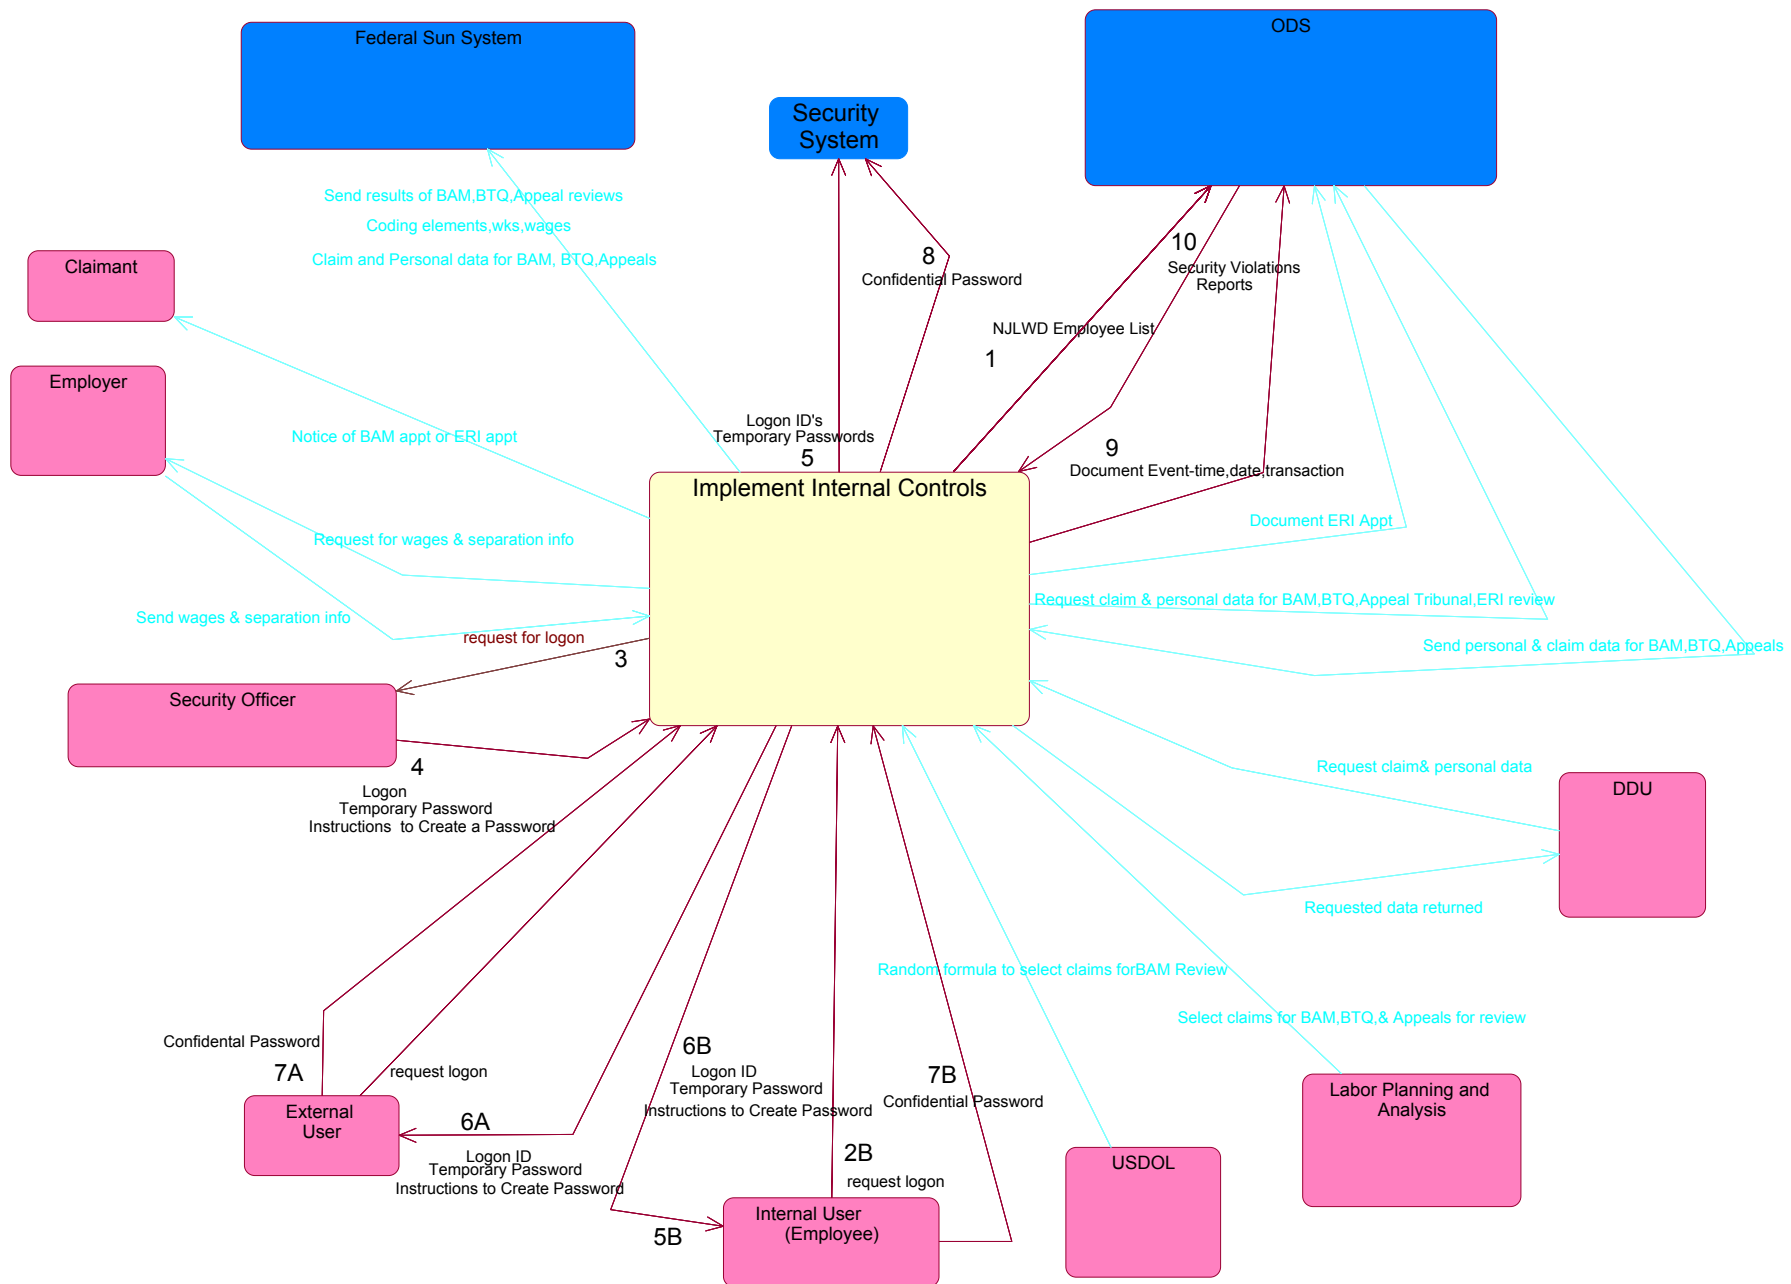 Federal Sun System
ODS
Security
System
Send results of BAM,BTQ,Appeal reviews
Coding elements,wks,wages
Claim and Personal data for BAM, BTQ,Appeals
Claimant
8
Confidential Password
10
Security Violations
Reports
NJLWD Employee List
1
Employer
Notice of BAM appt or ERI appt
Logon ID's
Temporary Passwords
5
9
Document Event-time,date,transaction
Implement Internal Controls
Document ERI Appt
Request for wages & separation info
Request claim & personal data for BAM,BTQ,Appeal Tribunal,ERI review
Send wages & separation info
request for logon
3
Send personal & claim data for BAM,BTQ,Appeals
Security Officer
4
Logon
Temporary Password
Instructions  to Create a Password
Request claim& personal data
DDU
Requested data returned
Random formula to select claims forBAM Review
Select claims for BAM,BTQ,& Appeals for review
Confidental Password
7A
request logon
6B
Logon ID
Temporary Password
Instructions to Create Password
7B
Confidential Password
External
User
6A
Logon ID
Temporary Password
Instructions to Create Password
2B
request logon
Labor Planning and
Analysis
USDOL
5B
Internal User
(Employee)